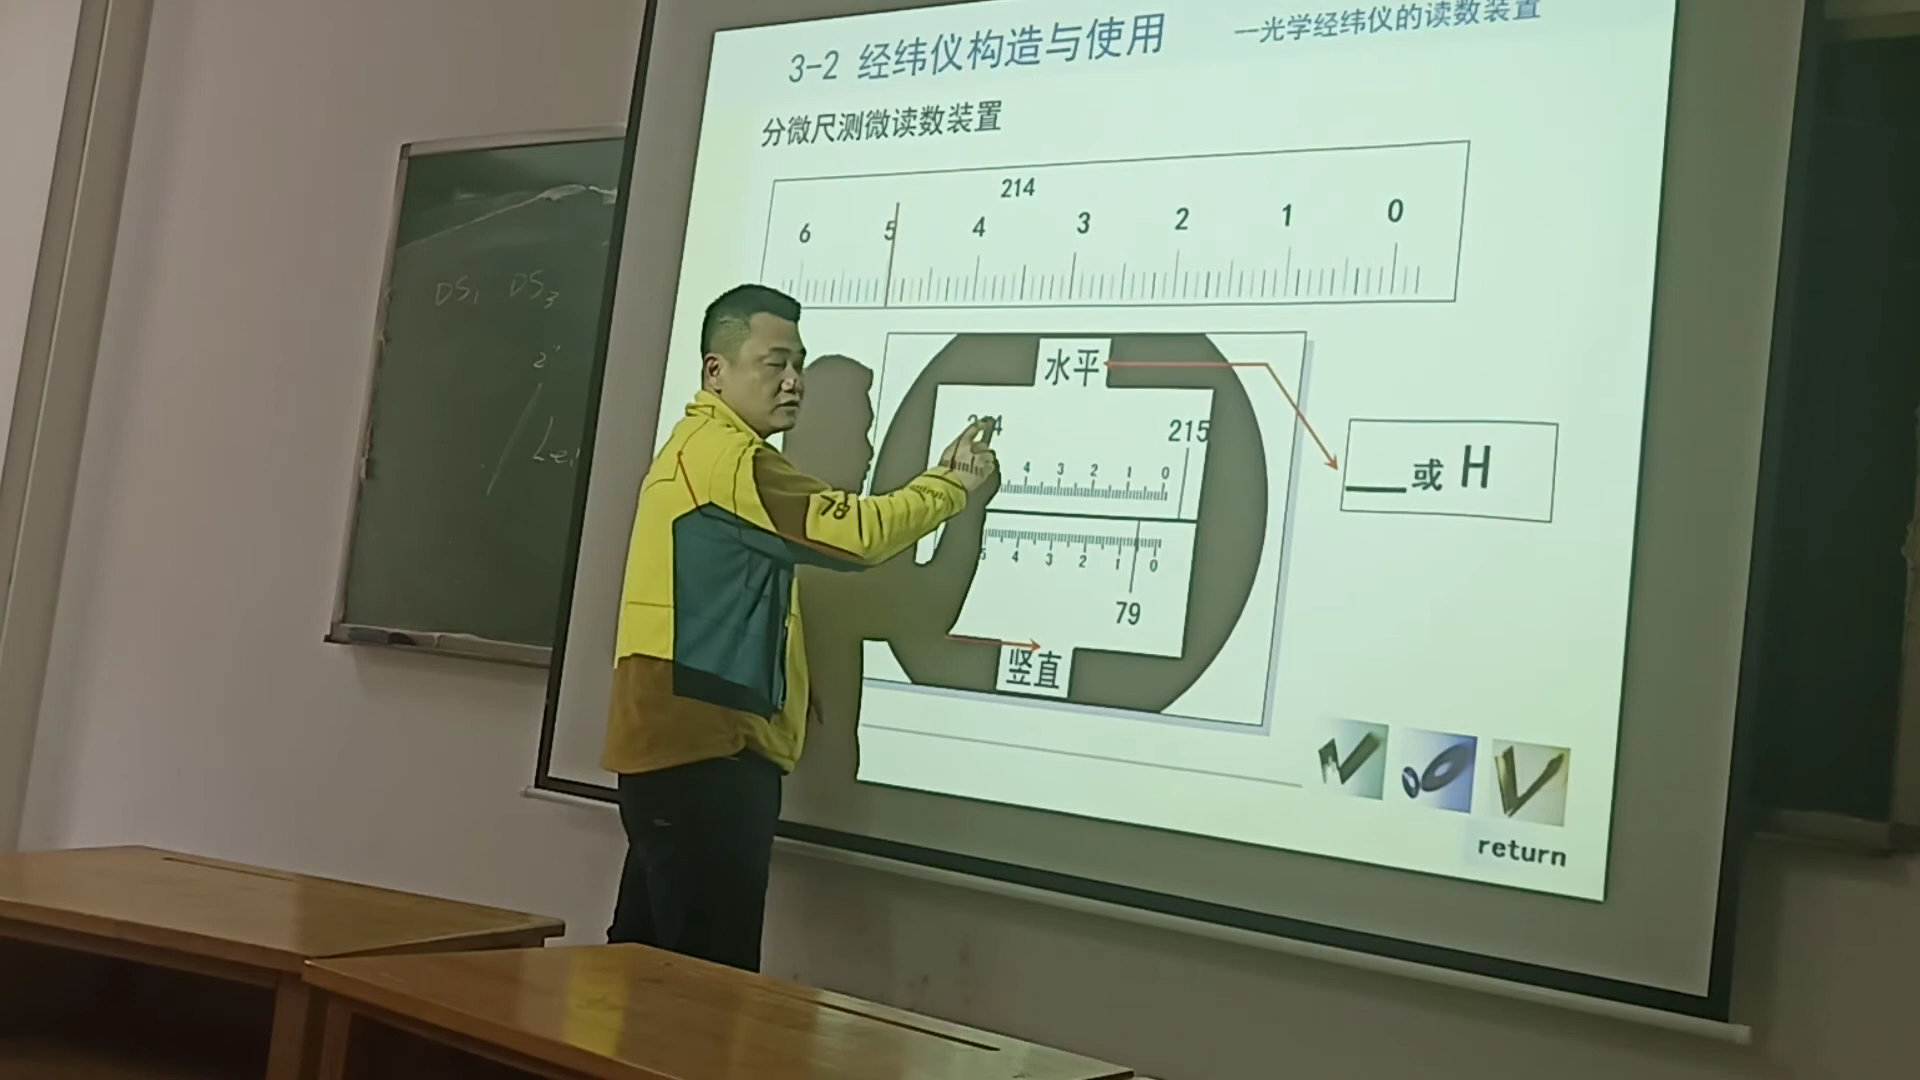 3-2 经纬仪构造与使用
—光学经纬仪的读数装置
分微尺测微读数装置
214
6 5 4 3 2 1 0
水平
214 215
4 3 2 1 0
或 H
5 4 3 2 1 0
79
竖直
return
DS₁ DS₃
2"
78